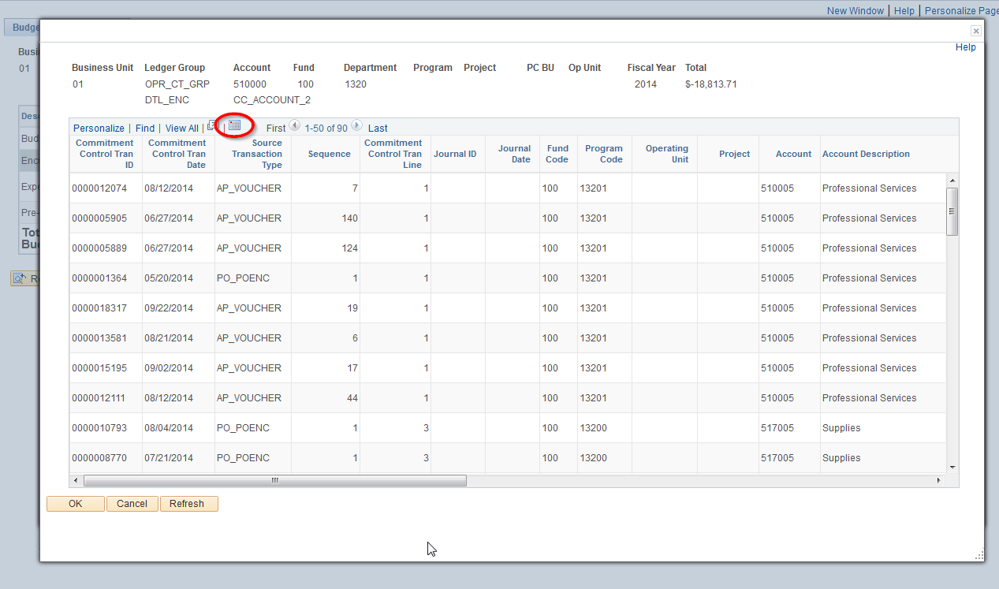 New Window | Help | Personalize Page
Budge
Busi
01
Desc
Bud
Enc
Expe
Pre-
Tot
Bu
Re
Help
Business Unit Ledger Group Account Fund Department Program Project PC BU Op Unit Fiscal Year Total
01 OPR_CT_GRP 510000 100 1320 2014 $-18,813.71
DTL_ENC CC_ACCOUNT_2
Personalize | Find | View All | | First 1-50 of 90 Last
Commitment Control Tran ID Commitment Control Tran Date Source Transaction Type Sequence Commitment Control Tran Line Journal ID Journal Date Fund Code Program Code Operating Unit Project Account Account Description
0000012074 08/12/2014 AP_VOUCHER 7 1 100 13201 510005 Professional Services
0000005905 06/27/2014 AP_VOUCHER 140 1 100 13201 510005 Professional Services
0000005889 06/27/2014 AP_VOUCHER 124 1 100 13201 510005 Professional Services
0000001364 05/20/2014 PO_POENC 1 1 100 13201 510005 Professional Services
0000018317 09/22/2014 AP_VOUCHER 19 1 100 13201 510005 Professional Services
0000013581 08/21/2014 AP_VOUCHER 6 1 100 13201 510005 Professional Services
0000015195 09/02/2014 AP_VOUCHER 17 1 100 13201 510005 Professional Services
0000012111 08/12/2014 AP_VOUCHER 44 1 100 13201 510005 Professional Services
0000010793 08/04/2014 PO_POENC 1 3 100 13200 517005 Supplies
0000008770 07/21/2014 PO_POENC 1 3 100 13200 517005 Supplies
OK Cancel Refresh